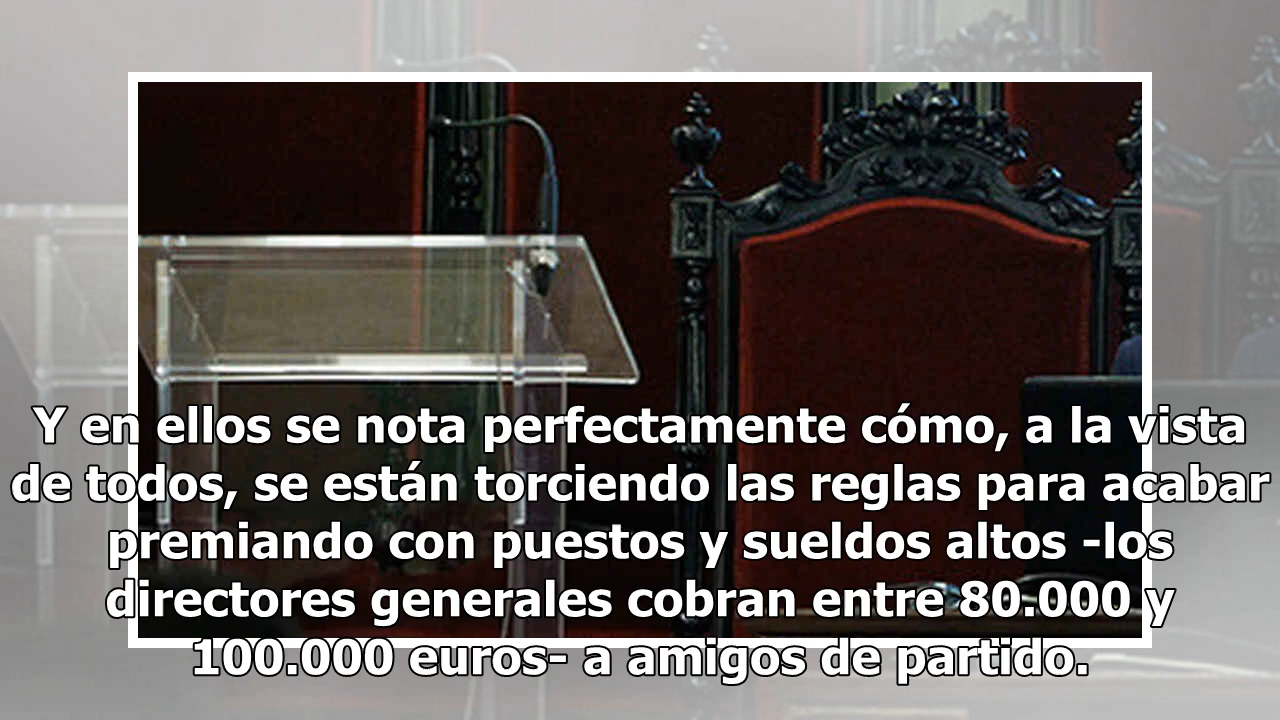 Y en ellos se nota perfectamente cómo, a la vista
de todos, se están torciendo las reglas para acabar
premiando con puestos y sueldos altos -los
directores generales cobran entre 80.000 y
100.000 euros- a amigos de partido.